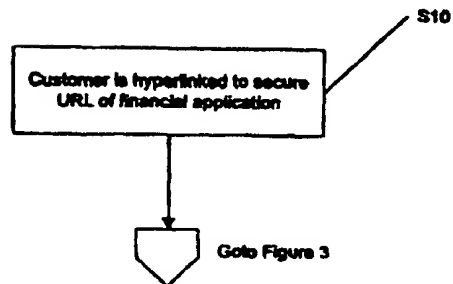 S10
Customer is hyperlinked to secure
URL of financial application
Goto Figure 3